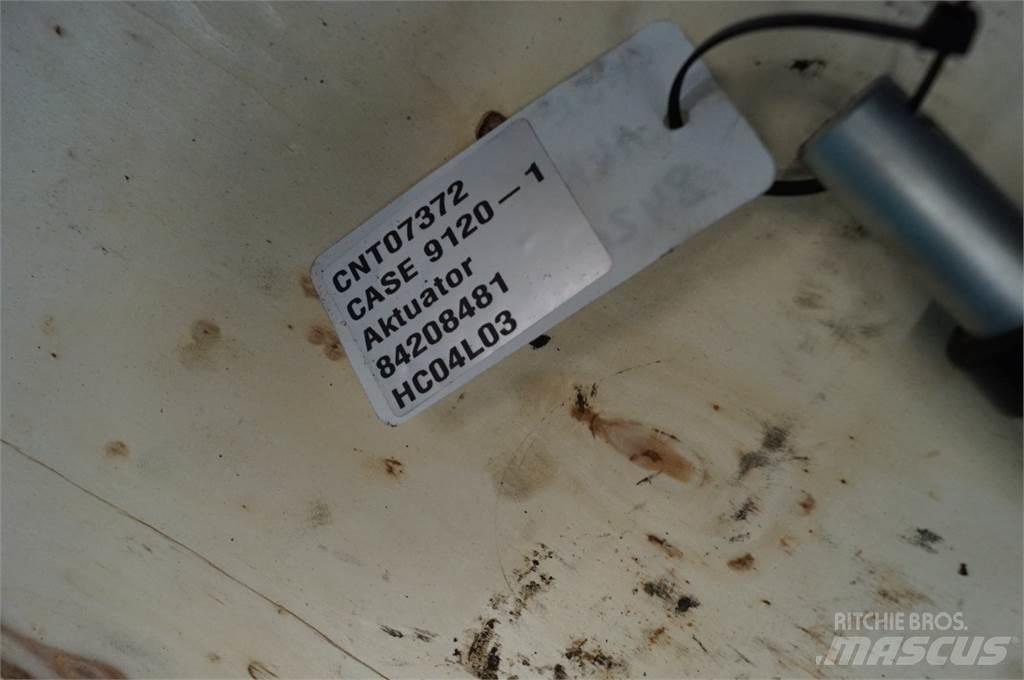 CNT07372
CASE 9120 – 1
Aktuator
84208481
HC04L03
RITCHIE BROS.
MASCUS